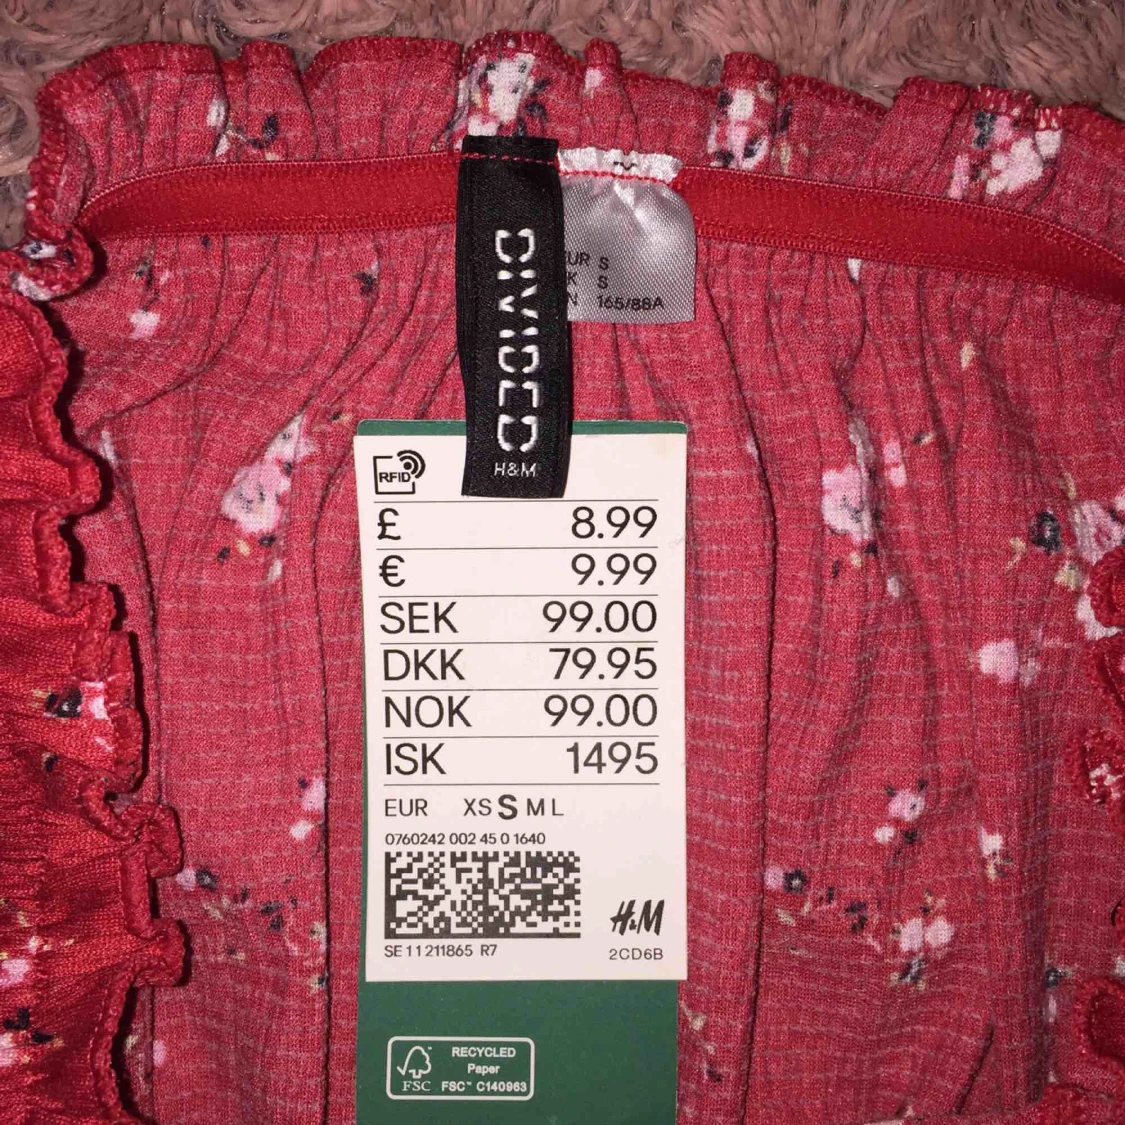 DIVIDED
H&M
EUR S
S
165/88A
RFID
£ 8.99
€ 9.99
SEK 99.00
DKK 79.95
NOK 99.00
ISK 1495
EUR XS S M L
0760242 002 45 0 1640
H&M
SE 11211865 R7
2CD6B
RECYCLED
Paper
FSC FSC™ C140963